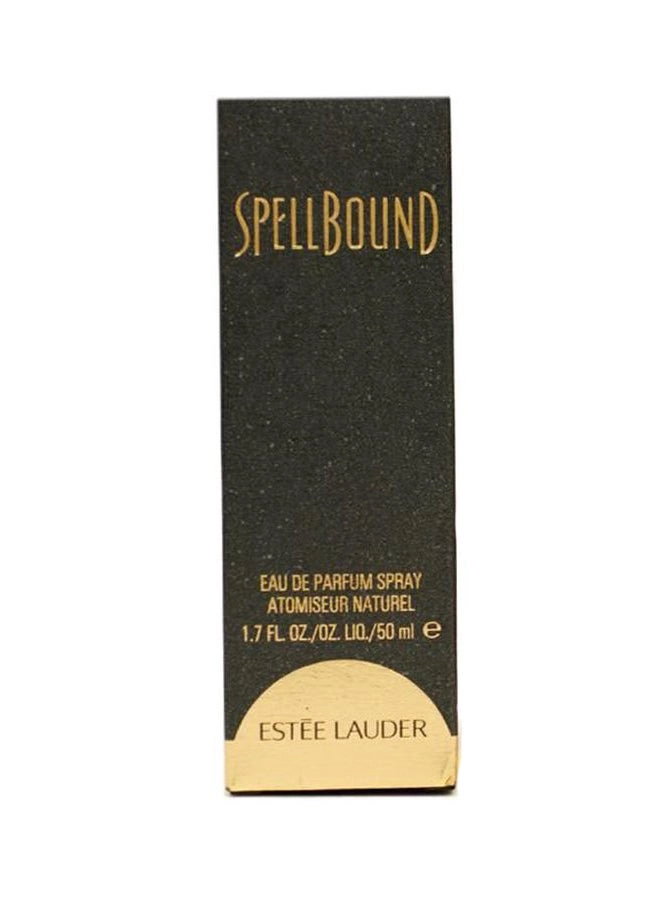 SPELLBOUND
EAU DE PARFUM SPRAY
ATOMISEUR NATUREL
1.7 FL. OZ./OZ. LIQ./50 ml ℮
ESTĒE LAUDER